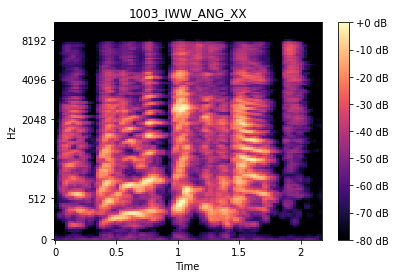 1003_IWW_ANG_XX
+0 dB
8192
-10 dB
4096
-20 dB
-30 dB
Hz
2048
-40 dB
1024
-50 dB
512
-60 dB
-70 dB
0
-80 dB
0
0.5
1
1.5
2
Time